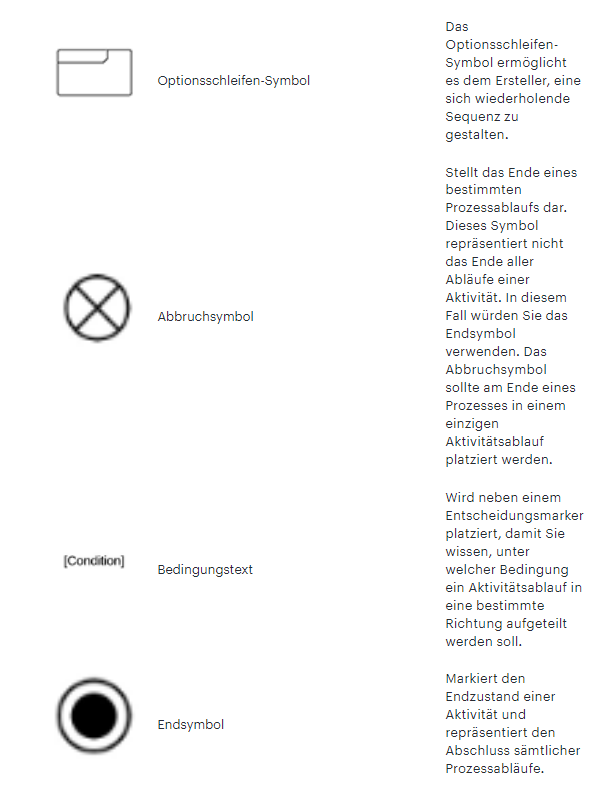 Optionsschleifen-Symbol
Das
Optionsschleifen-
Symbol ermöglicht
es dem Ersteller, eine
sich wiederholende
Sequenz zu
gestalten.
Abbruchsymbol
Stellt das Ende eines
bestimmten
Prozessablaufs dar.
Dieses Symbol
repräsentiert nicht
das Ende aller
Abläufe einer
Aktivität. In diesem
Fall würden Sie das
Endsymbol
verwenden. Das
Abbruchsymbol
sollte am Ende eines
Prozesses in einem
einzigen
Aktivitätsablauf
platziert werden.
[Condition]
Bedingungstext
Wird neben einem
Entscheidungsmarker
platziert, damit Sie
wissen, unter
welcher Bedingung
ein Aktivitätsablauf in
eine bestimmte
Richtung aufgeteilt
werden soll.
Endsymbol
Markiert den
Endzustand einer
Aktivität und
repräsentiert den
Abschluss sämtlicher
Prozessabläufe.